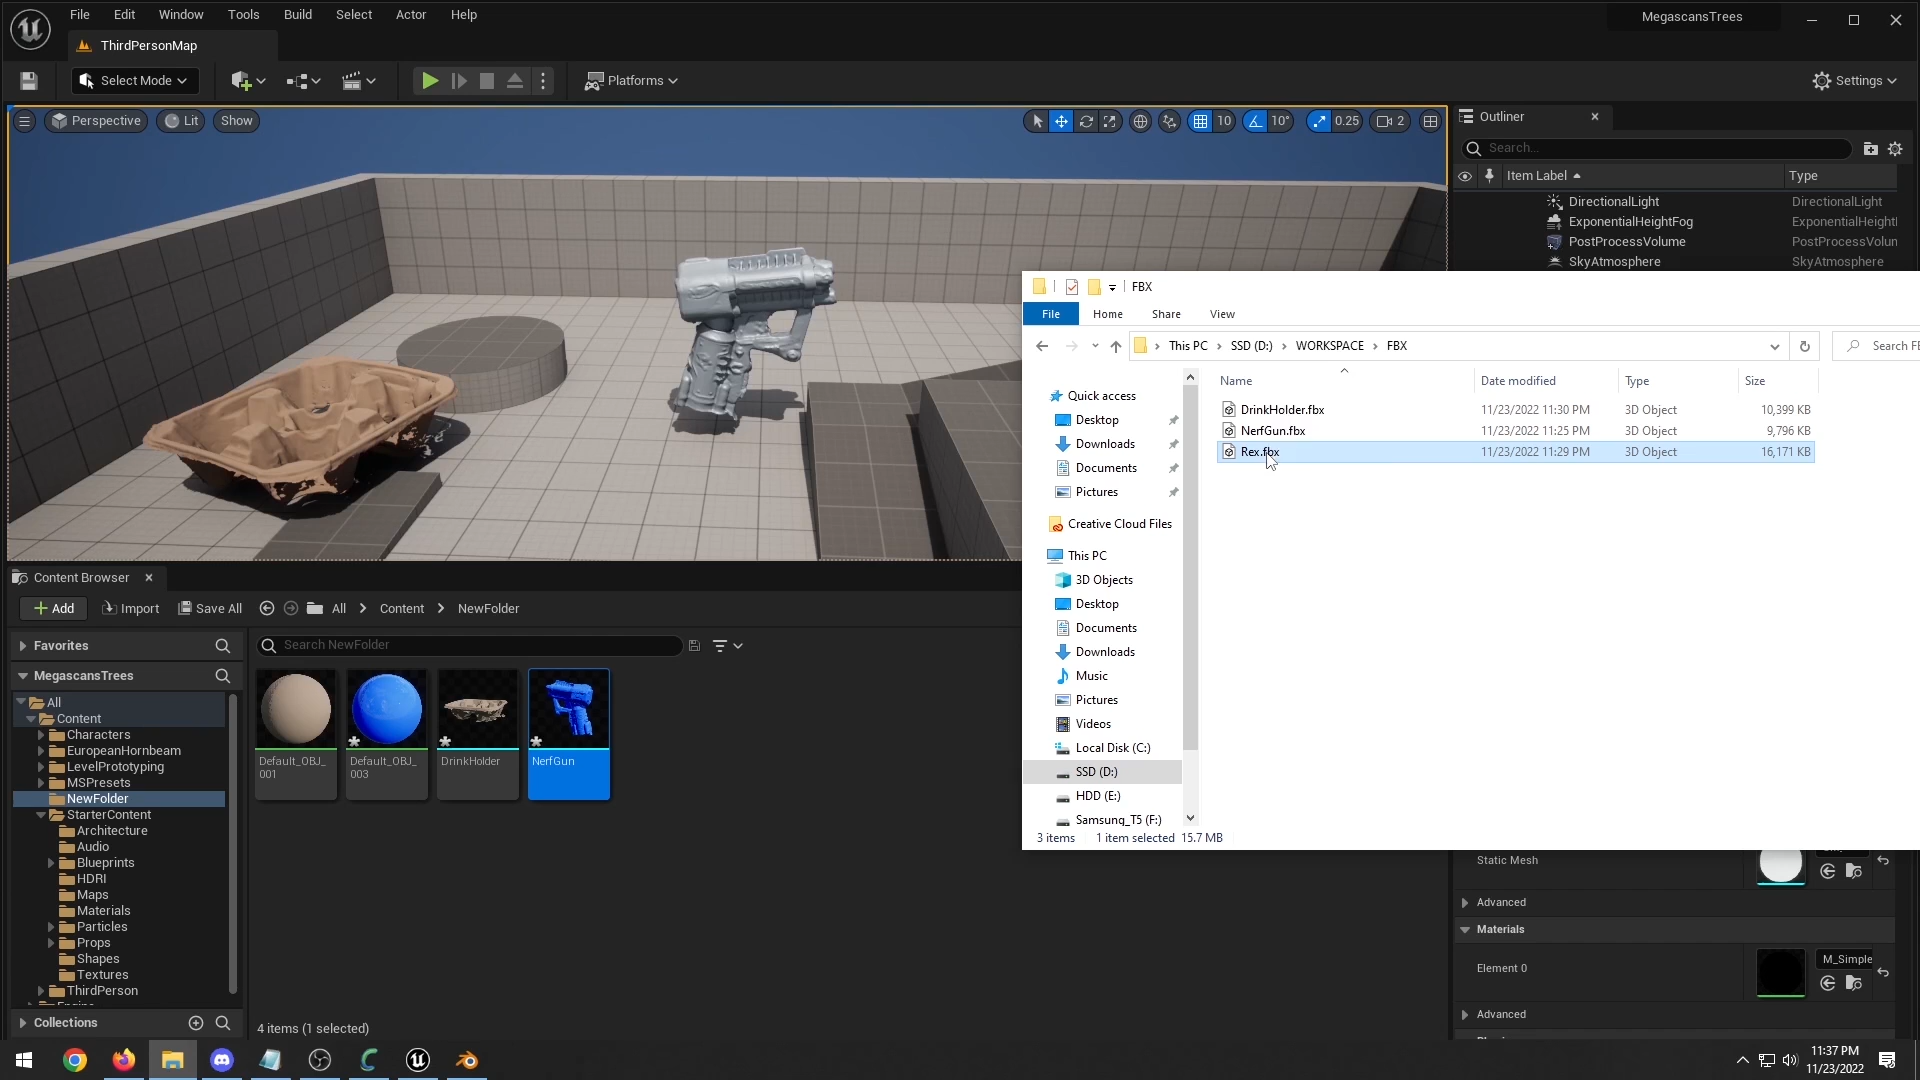 File Edit Window Tools Build Select Actor Help
MegascansTrees
ThirdPersonMap
Select Mode
Platforms
Settings
Perspective Lit Show
10 10° 0.25 2
Outliner
Search...
Item Label Type
DirectionalLight DirectionalLight
ExponentialHeightFog ExponentialHeightl
PostProcessVolume PostProcessVolun
SkyAtmosphere SkyAtmosphere
FBX
File Home Share View
This PC SSD (D:) WORKSPACE FBX
Search FB
Name Date modified Type Size
DrinkHolder.fbx 11/23/2022 11:30 PM 3D Object 10,399 KB
NerfGun.fbx 11/23/2022 11:25 PM 3D Object 9,796 KB
Rex.fbx 11/23/2022 11:29 PM 3D Object 16,171 KB
Quick access
Desktop
Downloads
Documents
Pictures
Creative Cloud Files
This PC
3D Objects
Desktop
Documents
Downloads
Music
Pictures
Videos
Local Disk (C:)
SSD (D:)
HDD (E:)
Samsung_T5 (F:)
3 items 1 item selected 15.7 MB
Content Browser
Add Import Save All All Content NewFolder
Favorites
Search NewFolder
MegascansTrees
All
Content
Characters
EuropeanHornbeam
LevelPrototyping
MSPresets
NewFolder
StarterContent
Architecture
Audio
Blueprints
HDRI
Maps
Materials
Particles
Props
Shapes
Textures
ThirdPerson
Collections
Default_OBJ_
001
Default_OBJ_
003
DrinkHolder
NerfGun
4 items (1 selected)
Static Mesh
Advanced
Materials
Element 0
M_Simple
Advanced
11:37 PM
11/23/2022